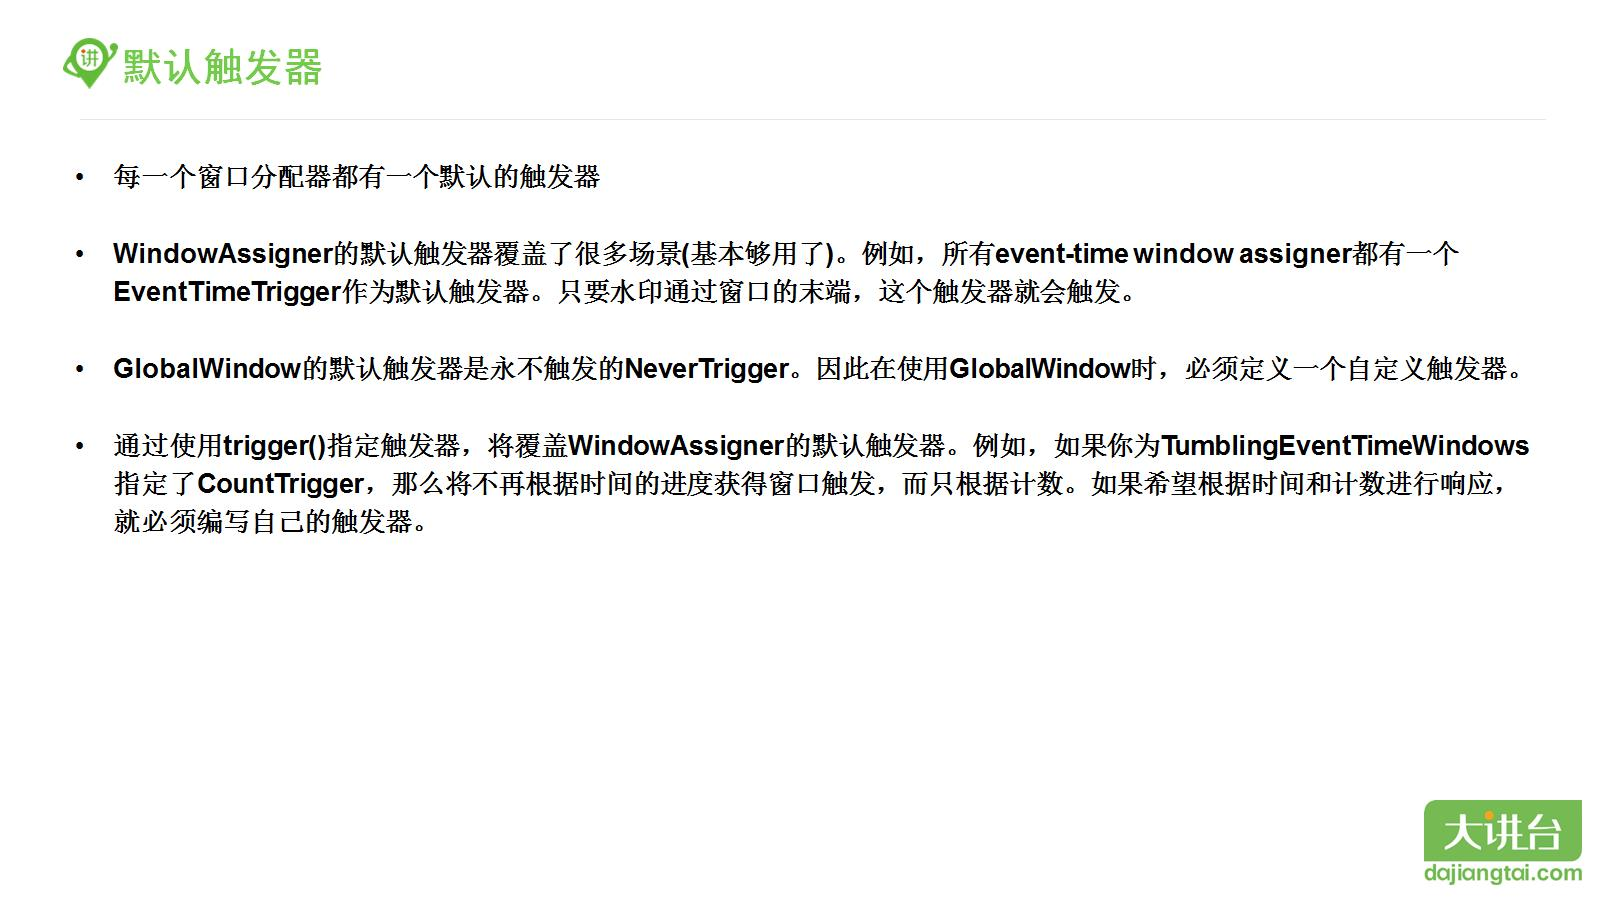 讲
默认触发器
• 每一个窗口分配器都有一个默认的触发器
• WindowAssigner的默认触发器覆盖了很多场景(基本够用了)。例如，所有event-time window assigner都有一个
EventTimeTrigger作为默认触发器。只要水印通过窗口的末端，这个触发器就会触发。
• GlobalWindow的默认触发器是永不触发的NeverTrigger。因此在使用GlobalWindow时，必须定义一个自定义触发器。
• 通过使用trigger()指定触发器，将覆盖WindowAssigner的默认触发器。例如，如果你为TumblingEventTimeWindows
指定了CountTrigger，那么将不再根据时间的进度获得窗口触发，而只根据计数。如果希望根据时间和计数进行响应，
就必须编写自己的触发器。
大讲台
dajiangtai.com